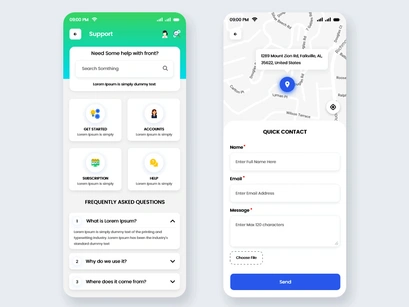 09:00 PM
Support
Need Some help with front?
Search Somthing
Lorem Ipsum is simply dummy text
GET STARTED
Lorem Ipsum is simply
ACCOUNTS
Lorem Ipsum is simply
SUBSCRIPTION
Lorem Ipsum is simply
HELP
Lorem Ipsum is simply
FREQUENTLY ASKED QUESTIONS
1 What is Lorem Ipsum?
Lorem Ipsum is simply dummy text of the printing and
typesetting industry. Lorem Ipsum has been the industry's
standard dummy text
2 Why do we use it?
3 Where does it come from?
09:00 PM
1269 Mount Zion Rd, Falkville, AL,
35622, United States
Wilson Terrace
QUICK CONTACT
Name*
Enter Full Name Here
Email*
Enter Email Address
Message*
Enter Max 100 characters
Choose File
Send